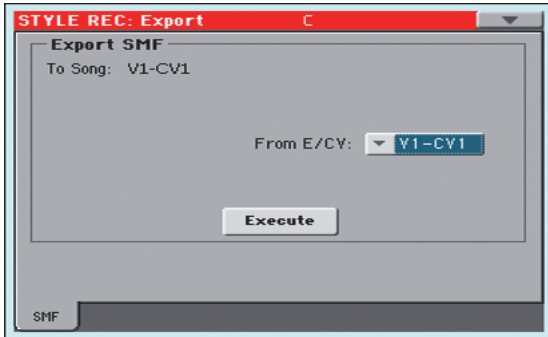 STYLE REC: Export C
Export SMF
To Song: V1-CV1
From E/CV: V1-CV1
Execute
SMF